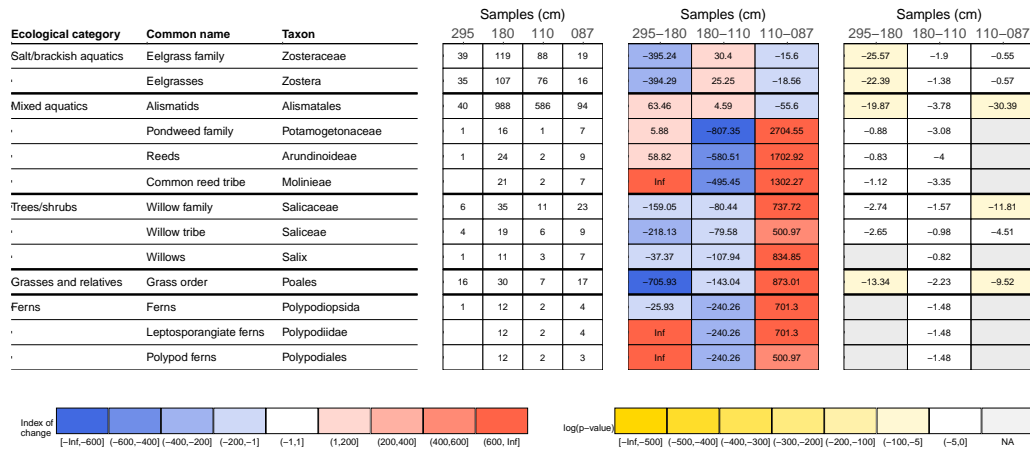 Samples (cm) Samples (cm) Samples (cm)
Ecological category Common name Taxon 295 180 110 087 295−180 180−110 110−087 295−180 180−110 110−087
Salt/brackish aquatics Eelgrass family Zosteraceae 39 119 88 19 −395.24 30.4 −15.6 −25.57 −1.9 −0.55
Eelgrasses Zostera 35 107 76 16 −394.29 25.25 −18.56 −22.39 −1.38 −0.57
Mixed aquatics Alismatids Alismatales 40 988 586 94 63.46 4.59 −55.6 −19.87 −3.78 −30.39
Pondweed family Potamogetonaceae 1 16 1 7 5.88 −807.35 2704.55 −0.88 −3.08
Reeds Arundinoideae 1 24 2 9 58.82 −580.51 1702.92 −0.83 −4
Common reed tribe Molinieae 21 2 7 Inf −495.45 1302.27 −1.12 −3.35
Trees/shrubs Willow family Salicaceae 6 35 11 23 −159.05 −80.44 737.72 −2.74 −1.57 −11.81
Willow tribe Saliceae 4 19 6 9 −218.13 −79.58 500.97 −2.65 −0.98 −4.51
Willows Salix 1 11 3 7 −37.37 −107.94 834.85 −0.82
Grasses and relatives Grass order Poales 16 30 7 17 −705.93 −143.04 873.01 −13.34 −2.23 −9.52
Ferns Ferns Polypodiopsida 1 12 2 4 −25.93 −240.26 701.3 −1.48
Leptosporangiate ferns Polypodiidae 12 2 4 Inf −240.26 701.3 −1.48
Polypod ferns Polypodiales 12 2 3 Inf −240.26 500.97 −1.48
Index of change log(p−value)
[−Inf,−600] (−600,−400] (−400,−200] (−200,−1] (−1,1] (1,200] (200,400] (400,600] (600, Inf] [−Inf,−500] (−500,−400] (−400,−300] (−300,−200] (−200,−100] (−100,−5] (−5,0] NA